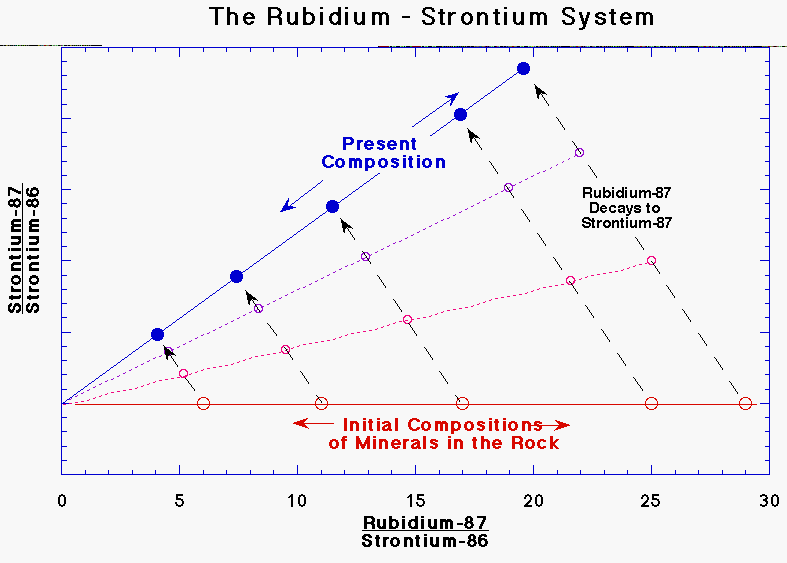 The Rubidium - Strontium System
Present
Composition
Rubidium-87
Decays to
Strontium-87
Strontium-87
Strontium-86
Initial Compositions
of Minerals in the Rock
0 5 10 15 20 25 30
Rubidium-87
Strontium-86